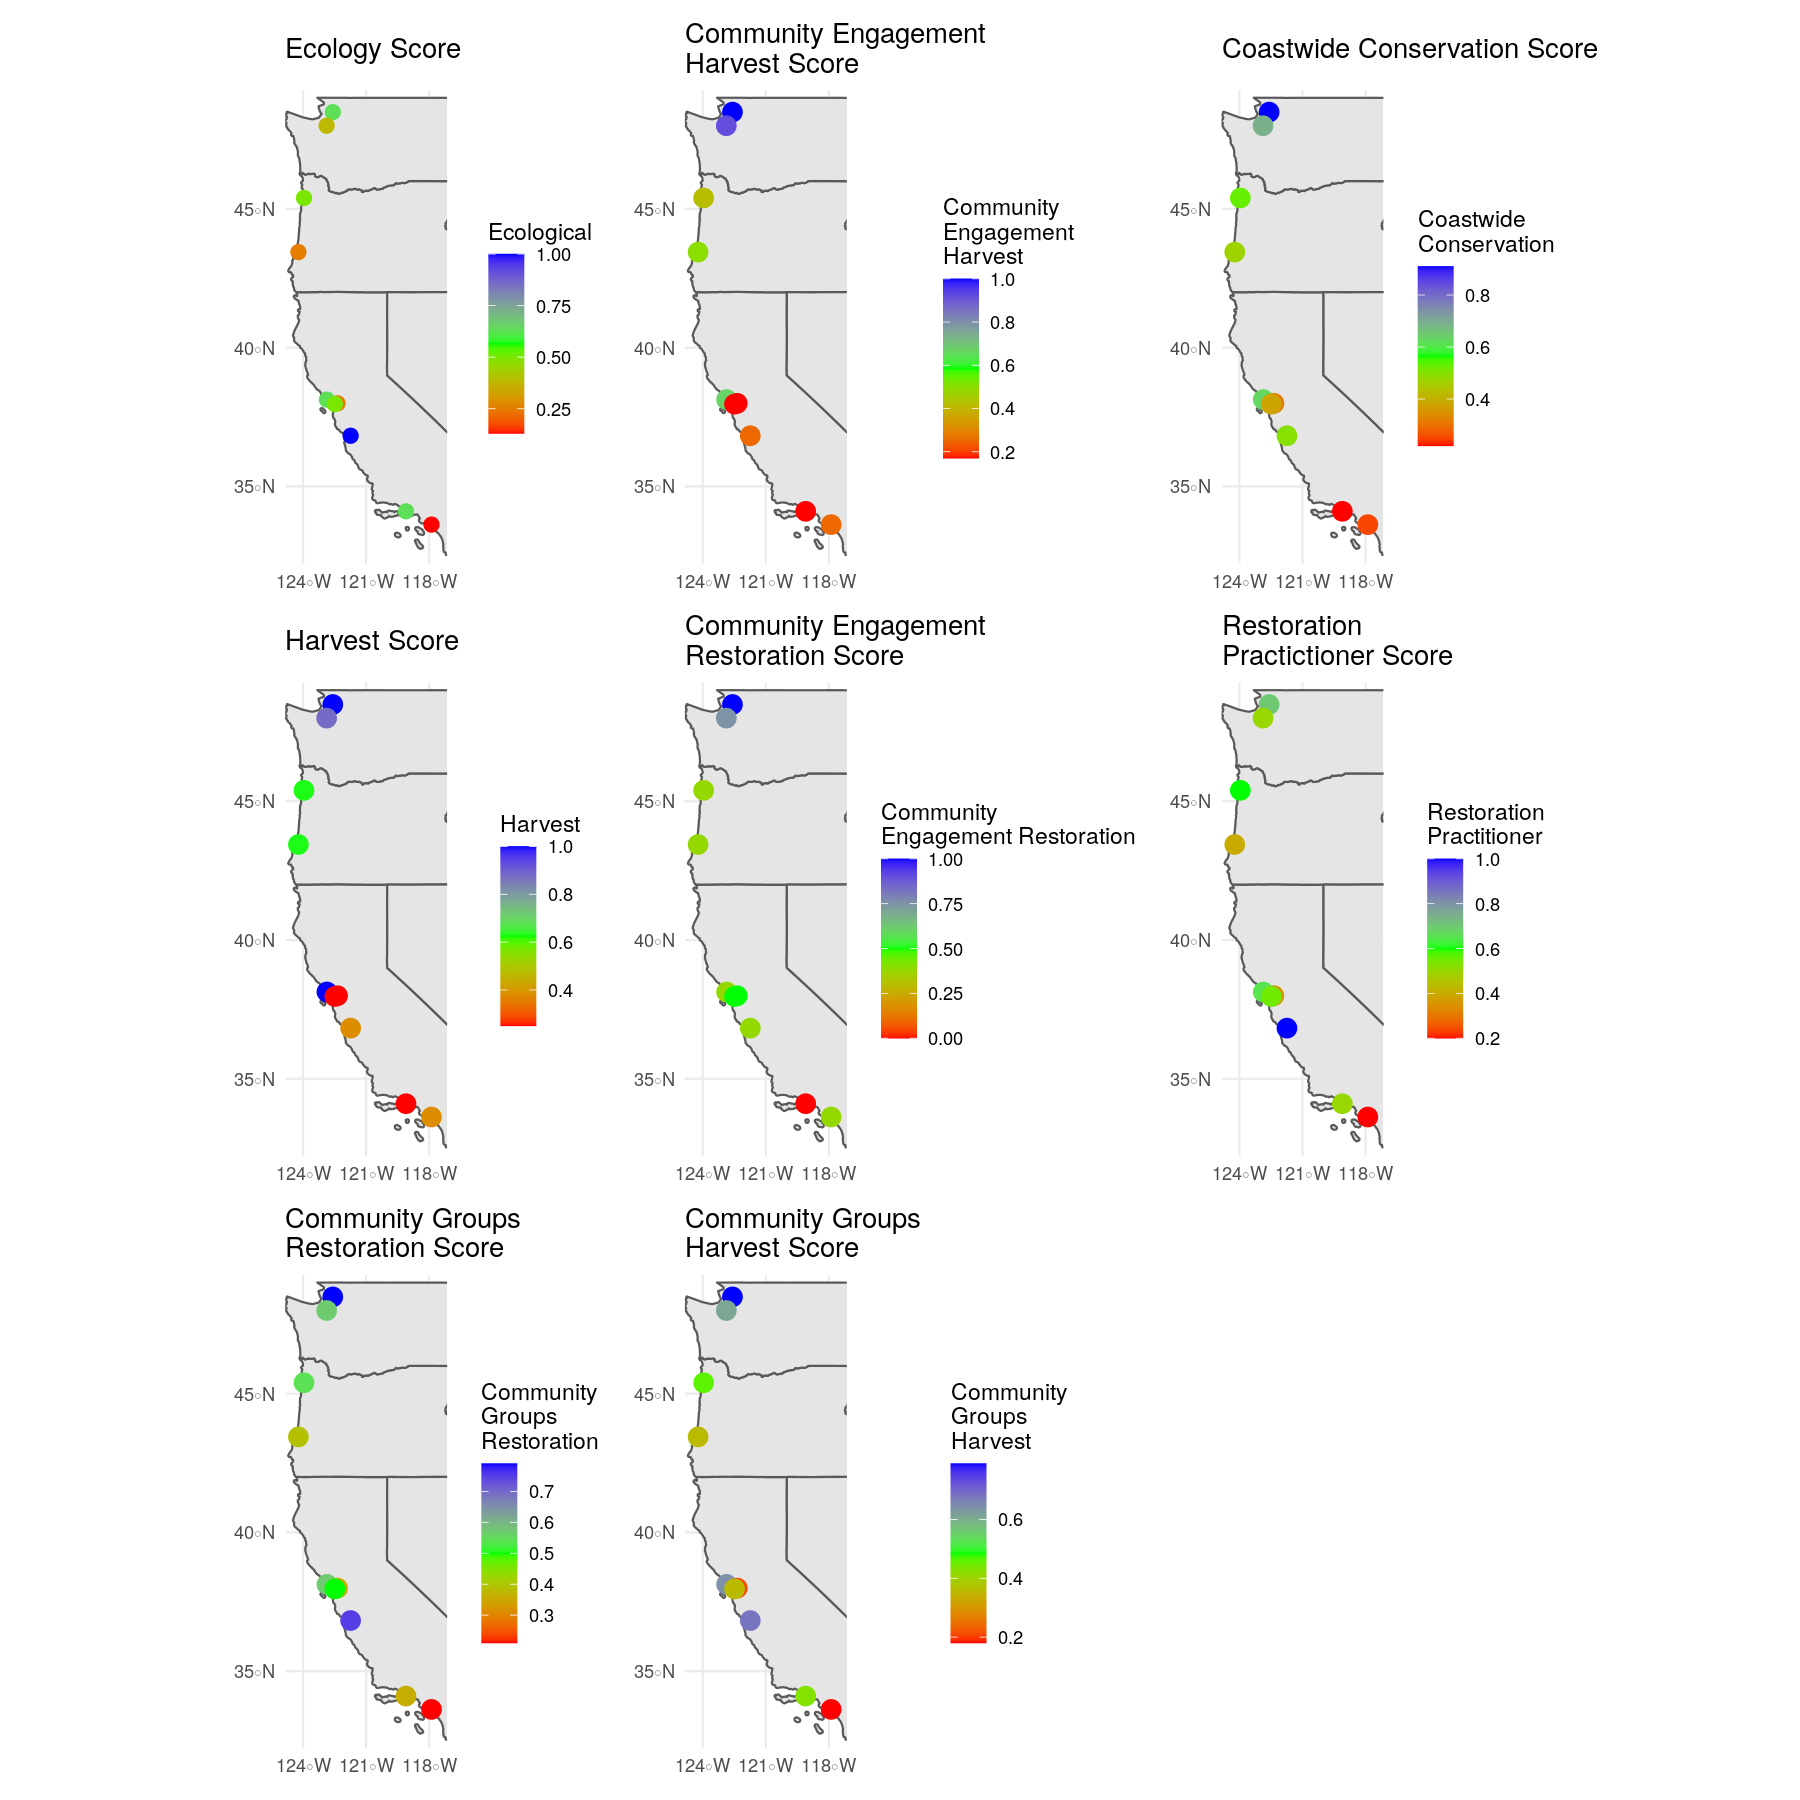 Ecology Score
45°N
40°N
35°N
124°W 121°W 118°W
Ecological
1.00
0.75
0.50
0.25
Community Engagement
Harvest Score
45°N
40°N
35°N
124°W 121°W 118°W
Community
Engagement
Harvest
1.0
0.8
0.6
0.4
0.2
Coastwide Conservation Score
45°N
40°N
35°N
124°W 121°W 118°W
Coastwide
Conservation
0.8
0.6
0.4
Harvest Score
45°N
40°N
35°N
124°W 121°W 118°W
Harvest
1.0
0.8
0.6
0.4
Community Engagement
Restoration Score
45°N
40°N
35°N
124°W 121°W 118°W
Community
Engagement Restoration
1.00
0.75
0.50
0.25
0.00
Restoration
Practictioner Score
45°N
40°N
35°N
124°W 121°W 118°W
Restoration
Practitioner
1.0
0.8
0.6
0.4
0.2
Community Groups
Restoration Score
45°N
40°N
35°N
124°W 121°W 118°W
Community
Groups
Restoration
0.7
0.6
0.5
0.4
0.3
Community Groups
Harvest Score
45°N
40°N
35°N
124°W 121°W 118°W
Community
Groups
Harvest
0.6
0.4
0.2